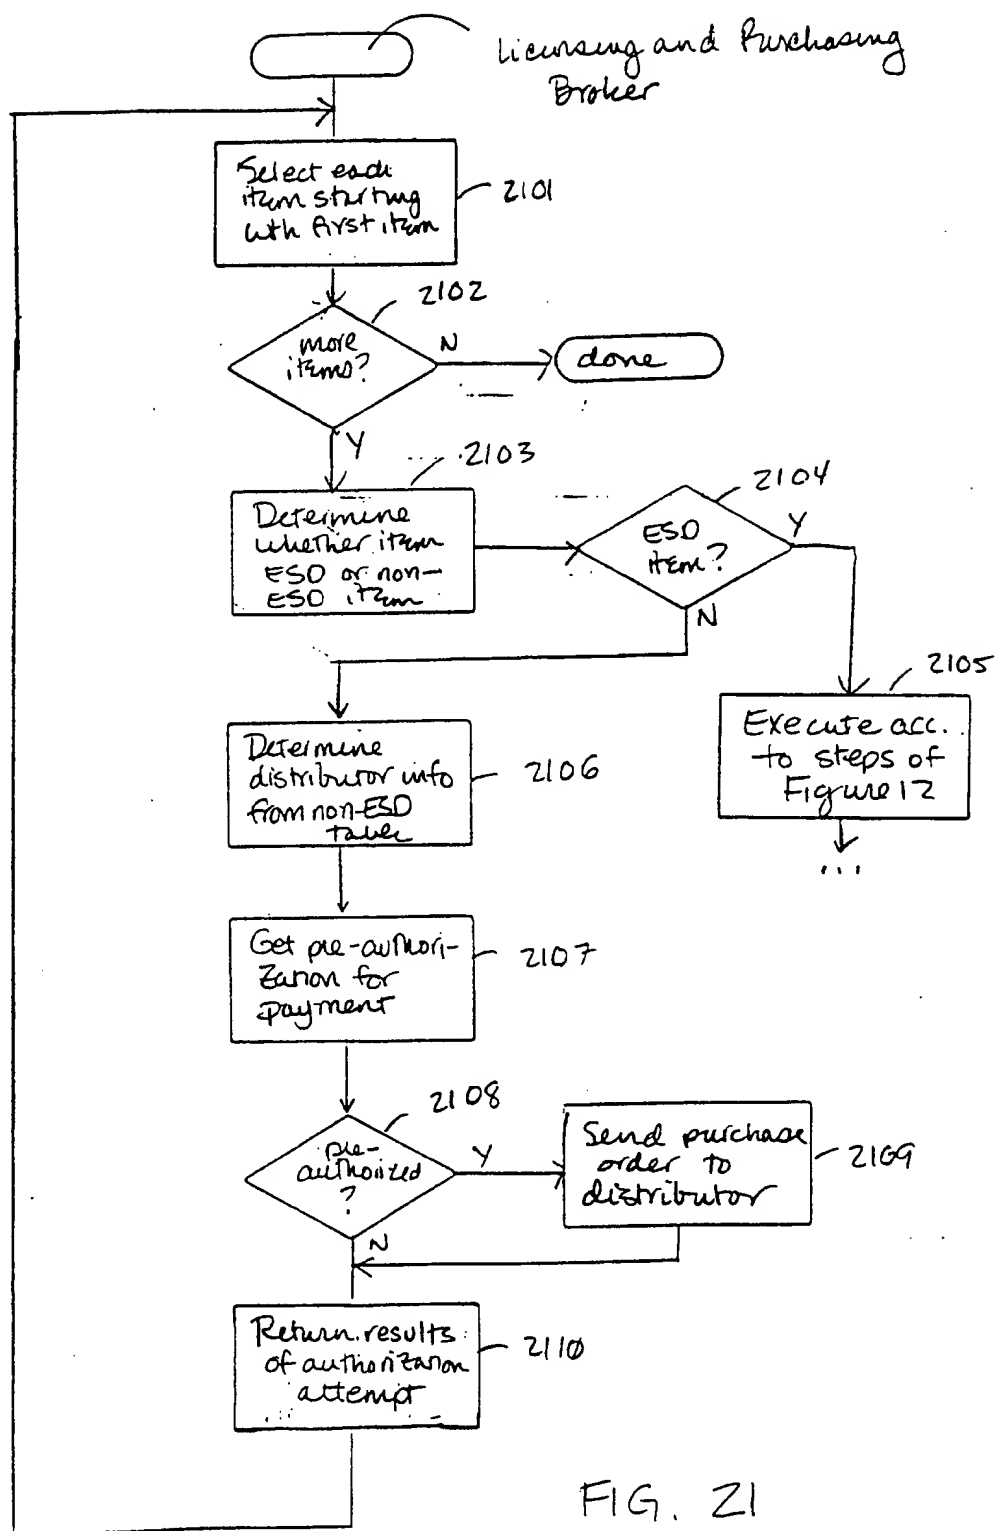 Licensing and Purchasing
Broker
Select each
item starting
with first item
2101
2102
more
items?
N
done
Y
2103
Determine
whether item
ESD or non-
ESD item
2104
ESD
item?
Y
N
2105
Execute acc.
to steps of
Figure 12
...
Determine
distributor info
from non-ESD
table
2106
Get pre-authori-
zation for
payment
2107
2108
pre-
authorized
?
Y
Send purchase
order to
distributor
2109
N
Return results
of authorization
attempt
2110
FIG. 21